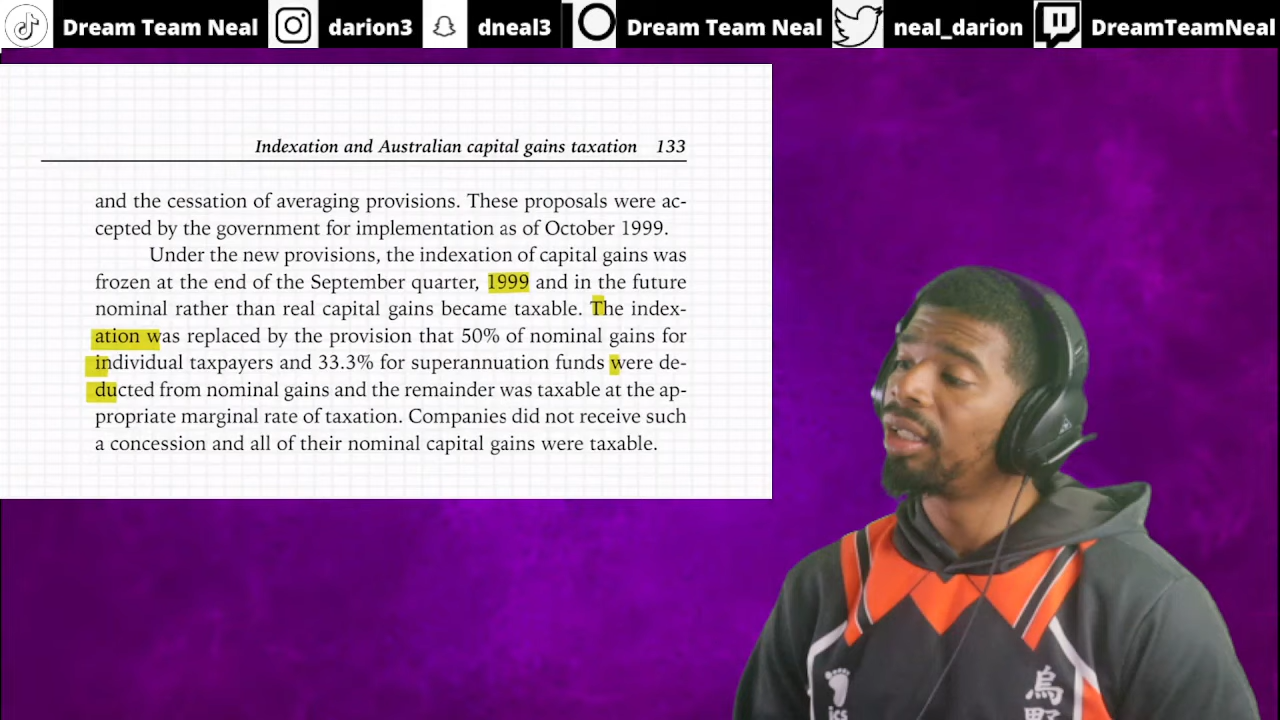 Dream Team Neal darion3 dneal3 Dream Team Neal neal_darion DreamTeamNeal
Indexation and Australian capital gains taxation 133
and the cessation of averaging provisions. These proposals were ac-
cepted by the government for implementation as of October 1999.
Under the new provisions, the indexation of capital gains was
frozen at the end of the September quarter, 1999 and in the future
nominal rather than real capital gains became taxable. The index-
ation was replaced by the provision that 50% of nominal gains for
individual taxpayers and 33.3% for superannuation funds were de-
ducted from nominal gains and the remainder was taxable at the ap-
propriate marginal rate of taxation. Companies did not receive such
a concession and all of their nominal capital gains were taxable.
ics
烏
野